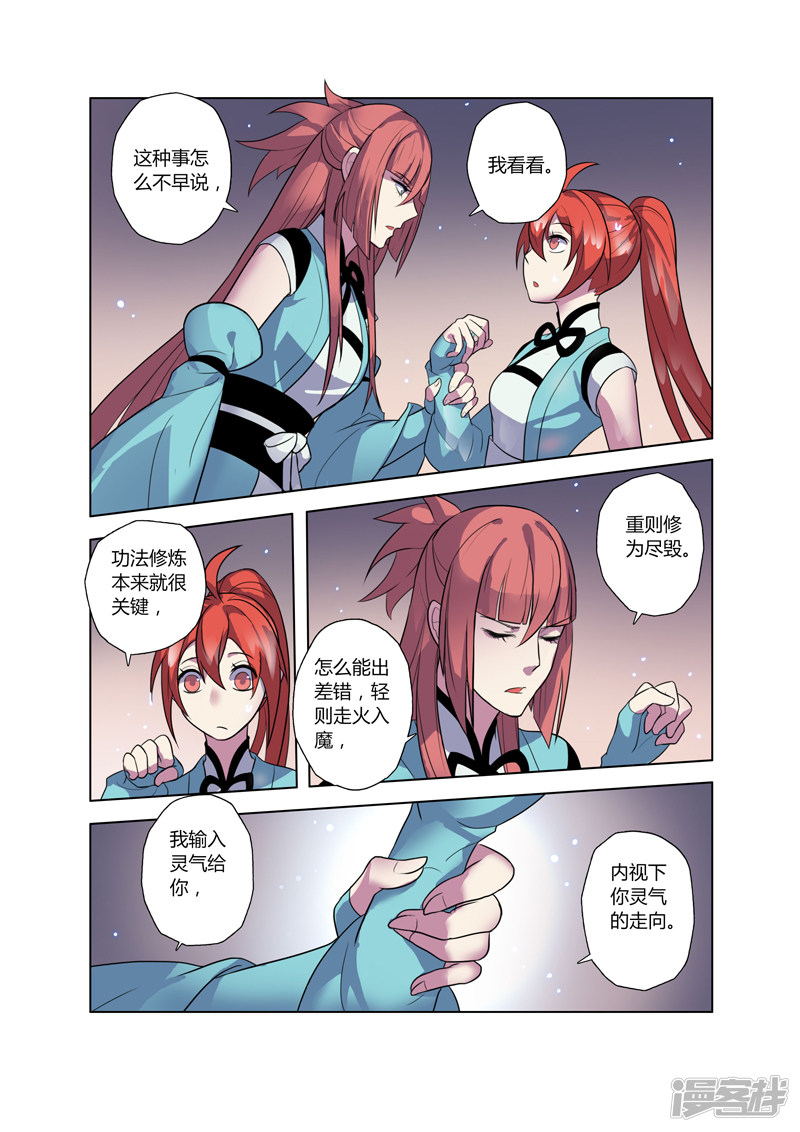 这种事怎
么不早说，
我看看。
功法修炼
本来就很
关键，
怎么能出
差错，轻
则走火入
魔，
重则修
为尽毁。
我输入
灵气给
你，
内视下
你灵气
的走向。
漫客栈